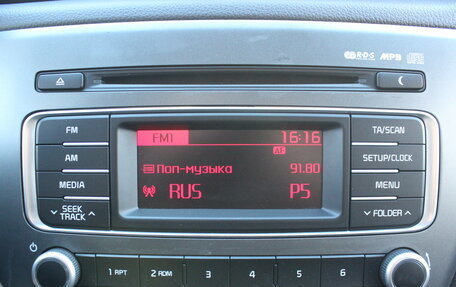 R·D·S MP3
FM
FM1
16:16
TA/SCAN
AF
AM
Поп-музыка
91.80
SETUP/CLOCK
MEDIA
RUS
P5
MENU
SEEK
TRACK
FOLDER
1 RPT
2 RDM
3
4
5
6